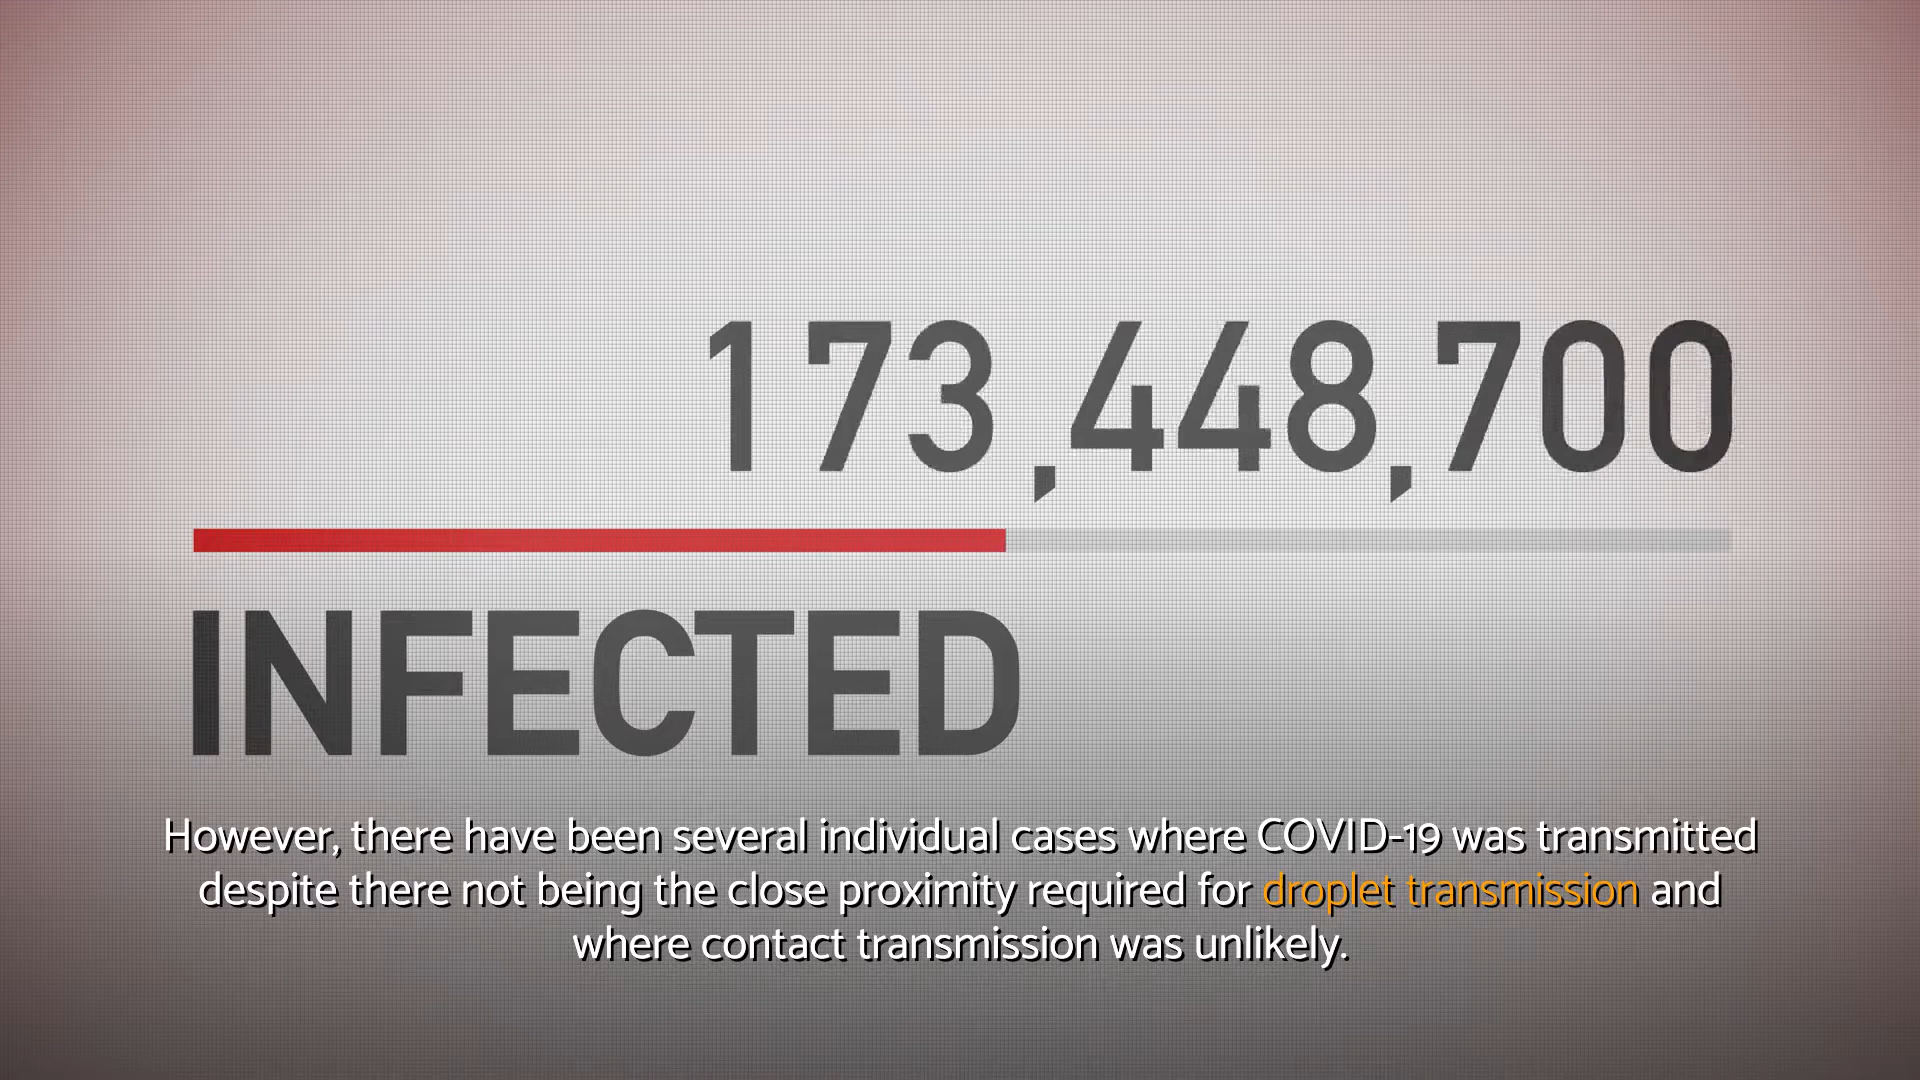 173,448,700
INFECTED
However, there have been several individual cases where COVID-19 was transmitted
despite there not being the close proximity required for droplet transmission and
where contact transmission was unlikely.